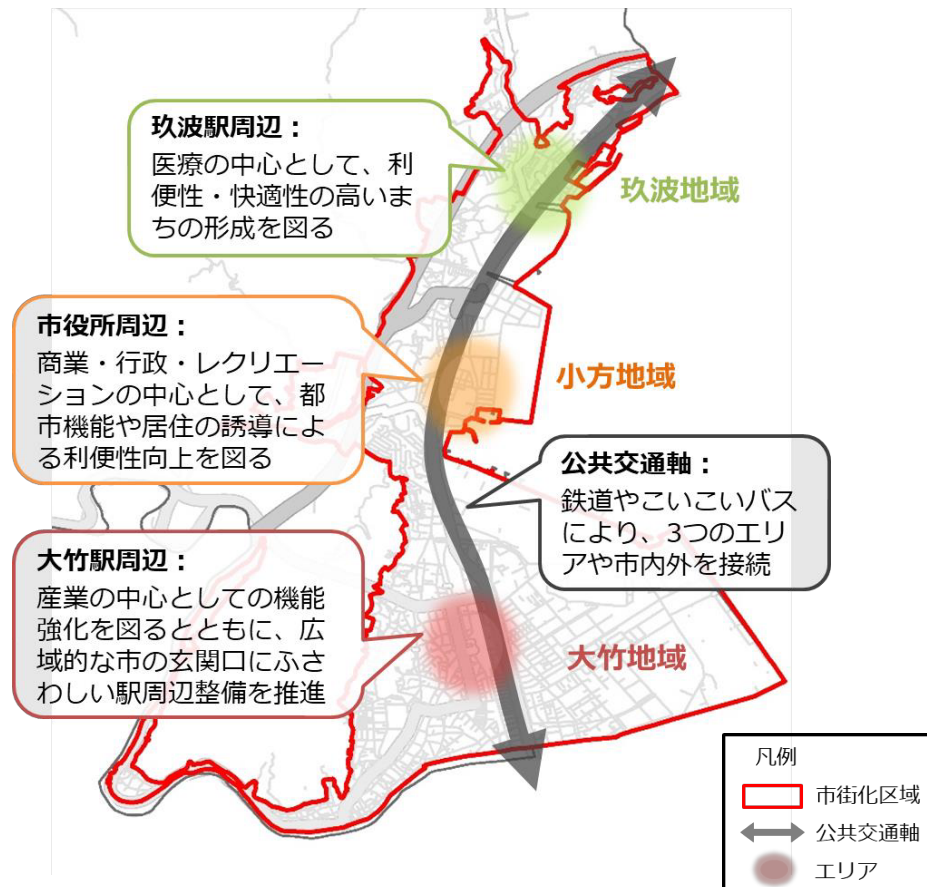 玖波駅周辺：
医療の中心として、利
便性・快適性の高いま
ちの形成を図る
玖波地域
市役所周辺：
商業・行政・レクリエー
ションの中心として、都
市機能や居住の誘導によ
る利便性向上を図る
小方地域
公共交通軸：
鉄道やこいこいバス
により、3つのエリ
アや市内外を接続
大竹駅周辺：
産業の中心としての機能
強化を図るとともに、広
域的な市の玄関口にふさ
わしい駅周辺整備を推進
大竹地域
凡例
市街化区域
公共交通軸
エリア